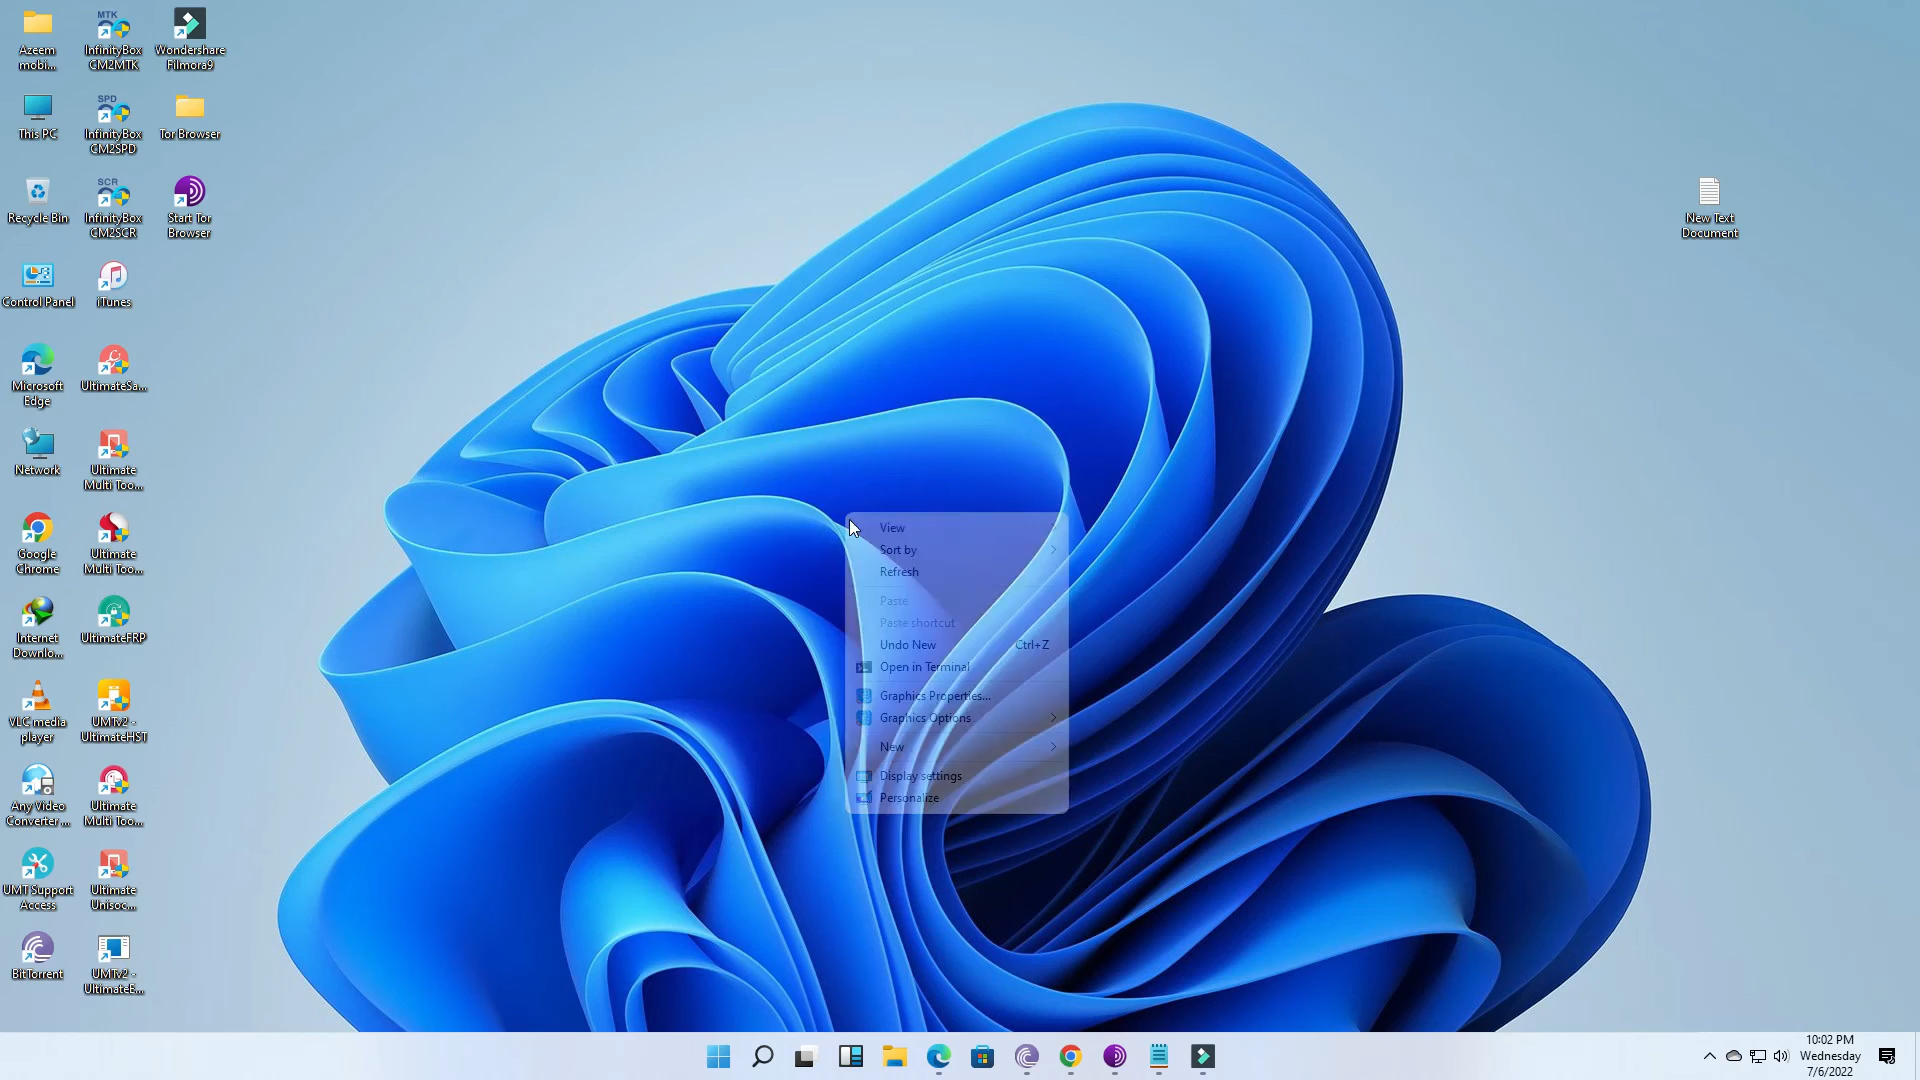 Azeem
mobi...
This PC
Recycle Bin
Control Panel
Microsoft
Edge
Network
Google
Chrome
Internet
Downlo...
VLC media
player
Any Video
Converter ...
UMT Support
Access
BitTorrent
MTK
InfinityBox
CM2MTK
SPD
InfinityBox
CM2SPD
SCR
InfinityBox
CM2SCR
iTunes
UltimateSa...
Ultimate
Multi Too...
Ultimate
Multi Too...
UltimateFRP
UMTv2 -
UltimateHST
Ultimate
Multi Too...
Ultimate
Unisoc...
UMTv2 -
UltimateE...
Wondershare
Filmora9
Tor Browser
Start Tor
Browser
New Text
Document
View
Sort by
Refresh
Paste
Paste shortcut
Undo New Ctrl+Z
Open in Terminal
Graphics Properties...
Graphics Options
New
Display settings
Personalize
10:02 PM
Wednesday
7/6/2022